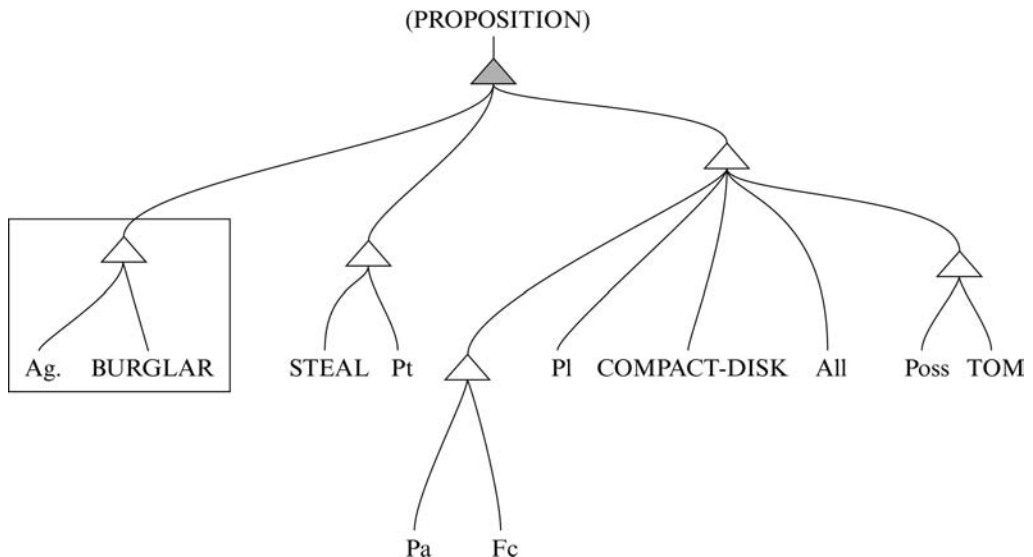 (PROPOSITION)
Ag. BURGLAR STEAL Pt Pl COMPACT-DISK All Poss TOM
Pa Fc